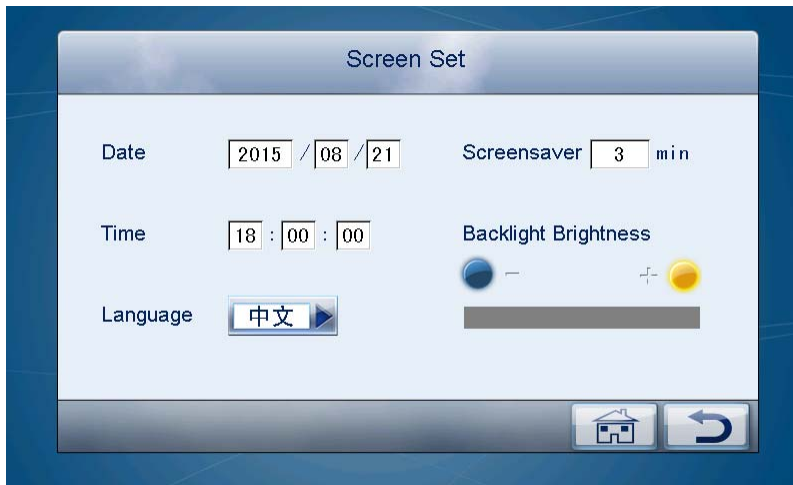 Screen Set
Date 2015 / 08 / 21
Screensaver 3 min
Time 18 : 00 : 00
Backlight Brightness
- +
Language 中文